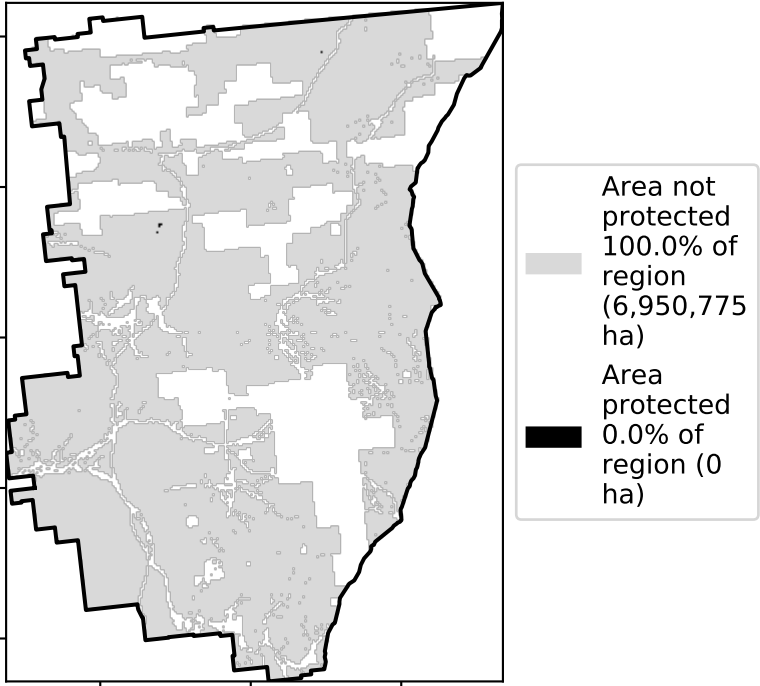 Area not
protected
100.0% of
region
(6,950,775
ha)
Area
protected
0.0% of
region (0
ha)